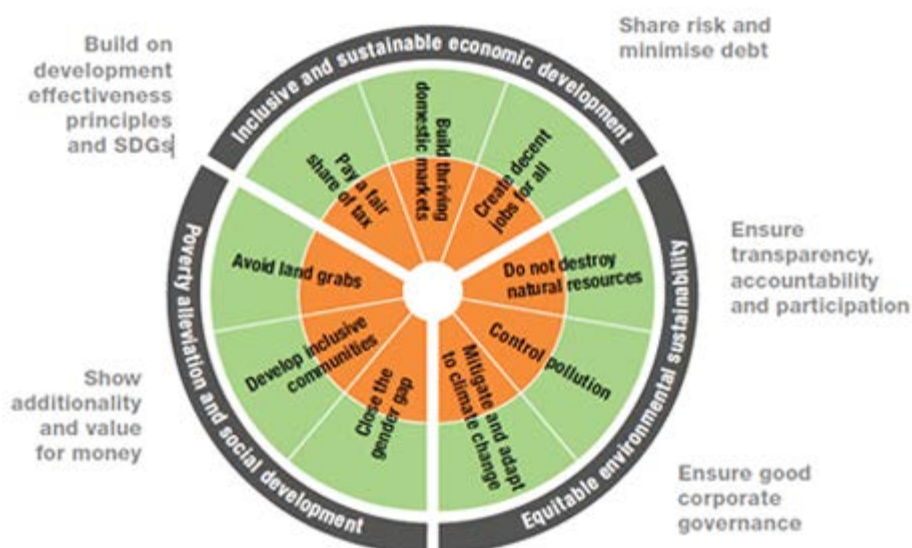 Build on
development
effectiveness
principles
and SDGs
Share risk and
minimise debt
Inclusive and sustainable economic development
Pay a fair
share of tax
Build thriving
domestic markets
Create decent
jobs for all
Ensure
transparency,
accountability
and participation
Equitable environmental sustainability
Do not destroy
natural resources
Control pollution
Mitigate and adapt
to climate change
Ensure good
corporate
governance
Poverty alleviation and social development
Avoid land grabs
Develop inclusive
communities
Close the
gender gap
Show
additionality
and value
for money